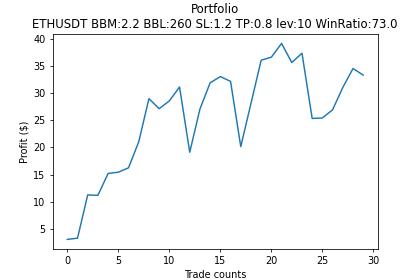 Portfolio
ETHUSDT BBM:2.2 BBL:260 SL:1.2 TP:0.8 lev:10 WinRatio:73.0
40
35
30
25
20
15
10
5
Profit ($)
0 5 10 15 20 25 30
Trade counts